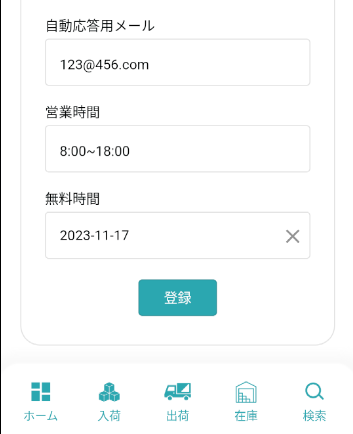 自動応答用メール
123@456.com
営業時間
8:00~18:00
無料時間
2023-11-17
登録
ホーム 入荷 出荷 在庫 検索